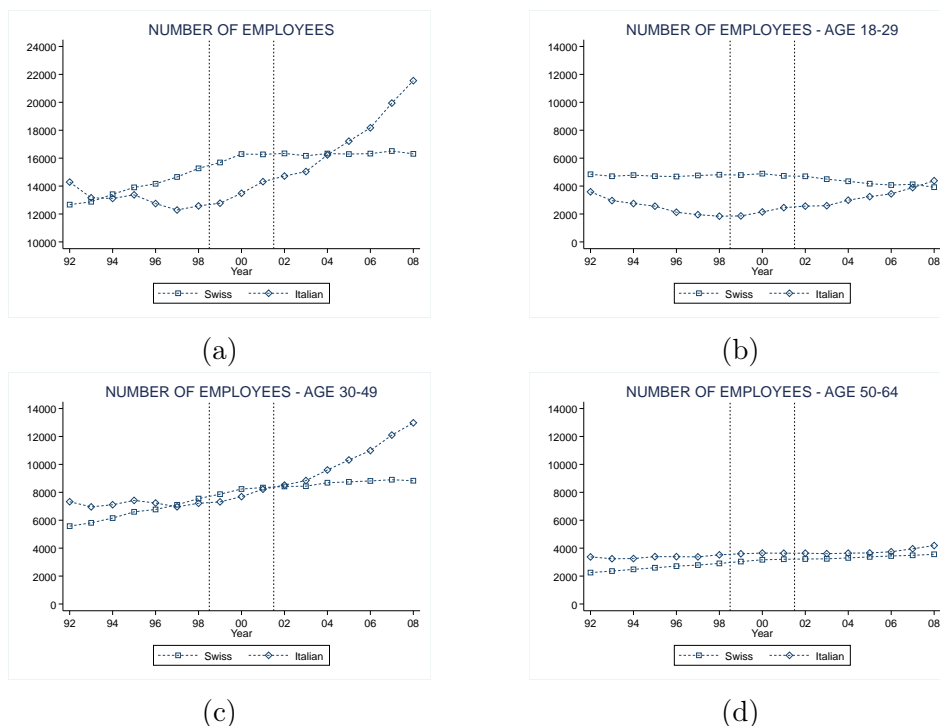 NUMBER OF EMPLOYEES
24000
22000
20000
18000
16000
14000
12000
10000
92 94 96 98 00 02 04 06 08
Year
Swiss Italian
(a)
NUMBER OF EMPLOYEES - AGE 18-29
14000
12000
10000
8000
6000
4000
2000
0
92 94 96 98 00 02 04 06 08
Year
Swiss Italian
(b)
NUMBER OF EMPLOYEES - AGE 30-49
14000
12000
10000
8000
6000
4000
2000
0
92 94 96 98 00 02 04 06 08
Year
Swiss Italian
(c)
NUMBER OF EMPLOYEES - AGE 50-64
14000
12000
10000
8000
6000
4000
2000
0
92 94 96 98 00 02 04 06 08
Year
Swiss Italian
(d)